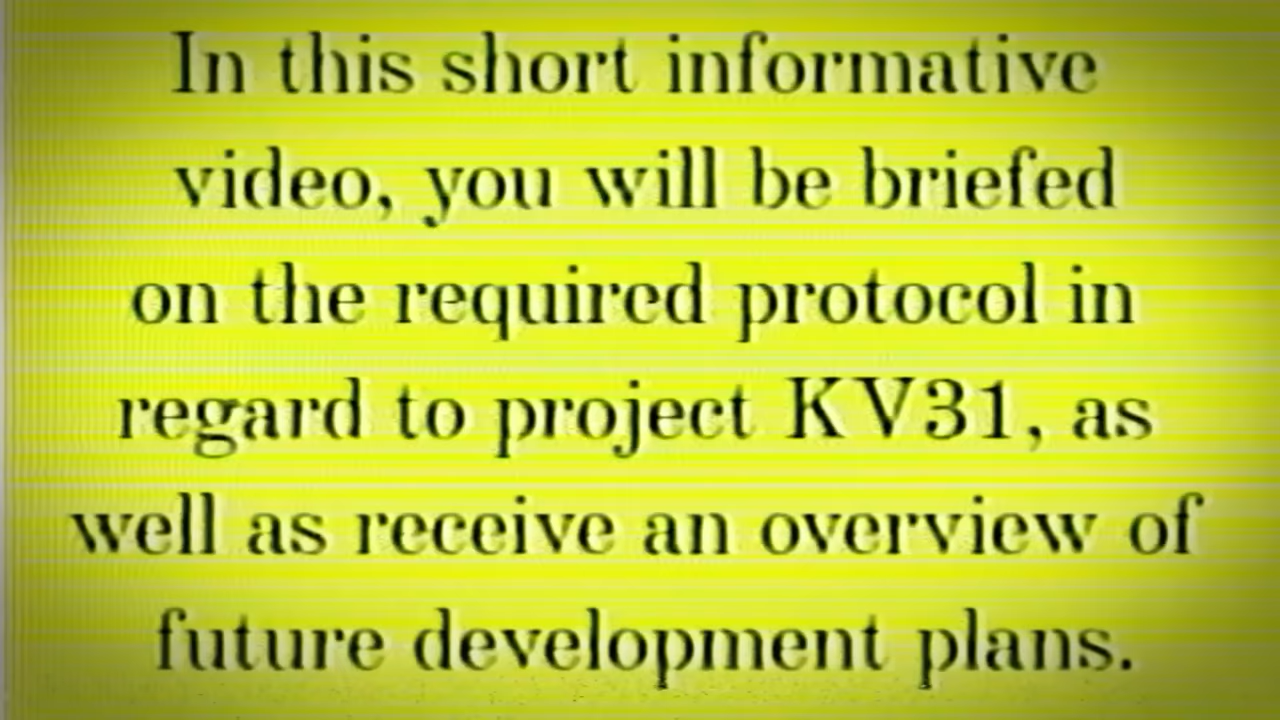 In this short informative
video, you will be briefed
on the required protocol in
regard to project KV31, as
well as receive an overview of
future development plans.